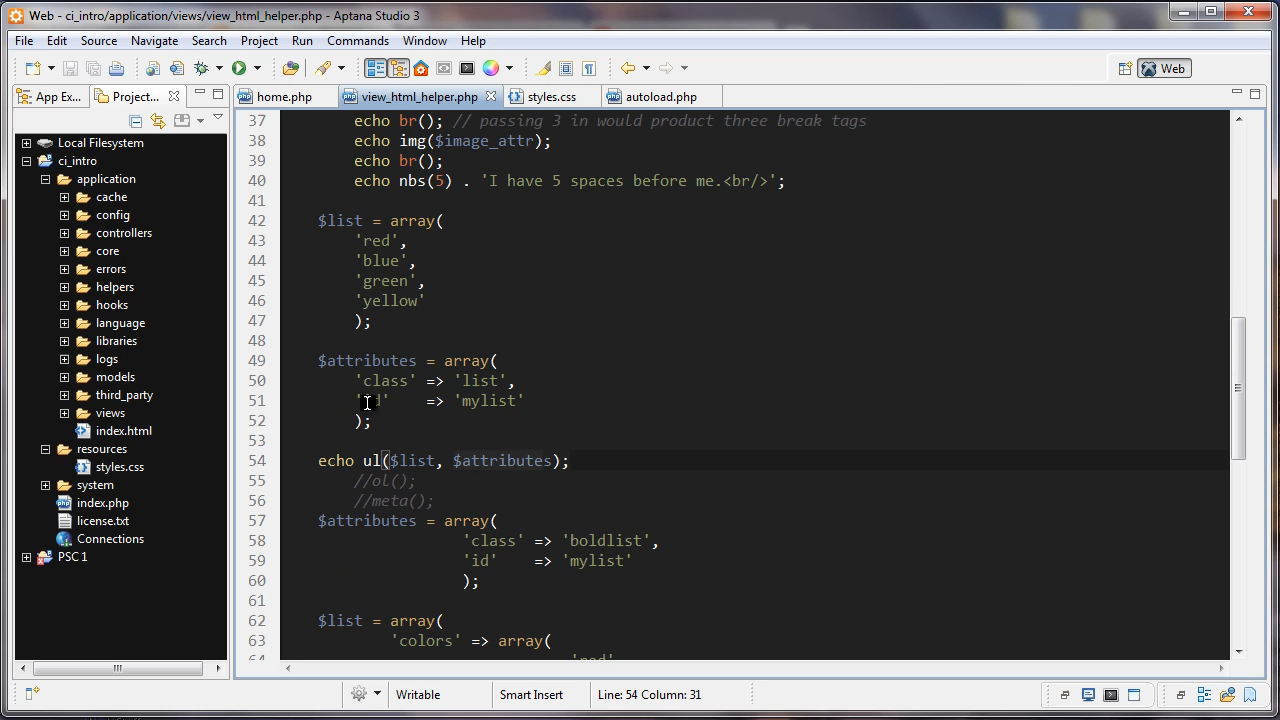 Web - ci_intro/application/views/view_html_helper.php - Aptana Studio 3
File Edit Source Navigate Search Project Run Commands Window Help
Web
App Ex... Project... home.php view_html_helper.php styles.css autoload.php
Local Filesystem
ci_intro
application
cache
config
controllers
core
errors
helpers
hooks
language
libraries
logs
models
third_party
views
index.html
resources
styles.css
system
index.php
license.txt
Connections
PSC 1
37 echo br(); // passing 3 in would product three break tags
38 echo img($image_attr);
39 echo br();
40 echo nbs(5) . 'I have 5 spaces before me.<br/>';
41
42 $list = array(
43 'red',
44 'blue',
45 'green',
46 'yellow'
47 );
48
49 $attributes = array(
50 'class' => 'list',
51 'id' => 'mylist'
52 );
53
54 echo ul($list, $attributes);
55 //ol();
56 //meta();
57 $attributes = array(
58 'class' => 'boldlist',
59 'id' => 'mylist'
60 );
61
62 $list = array(
63 'colors' => array(
64 'red'
Writable Smart Insert Line: 54 Column: 31